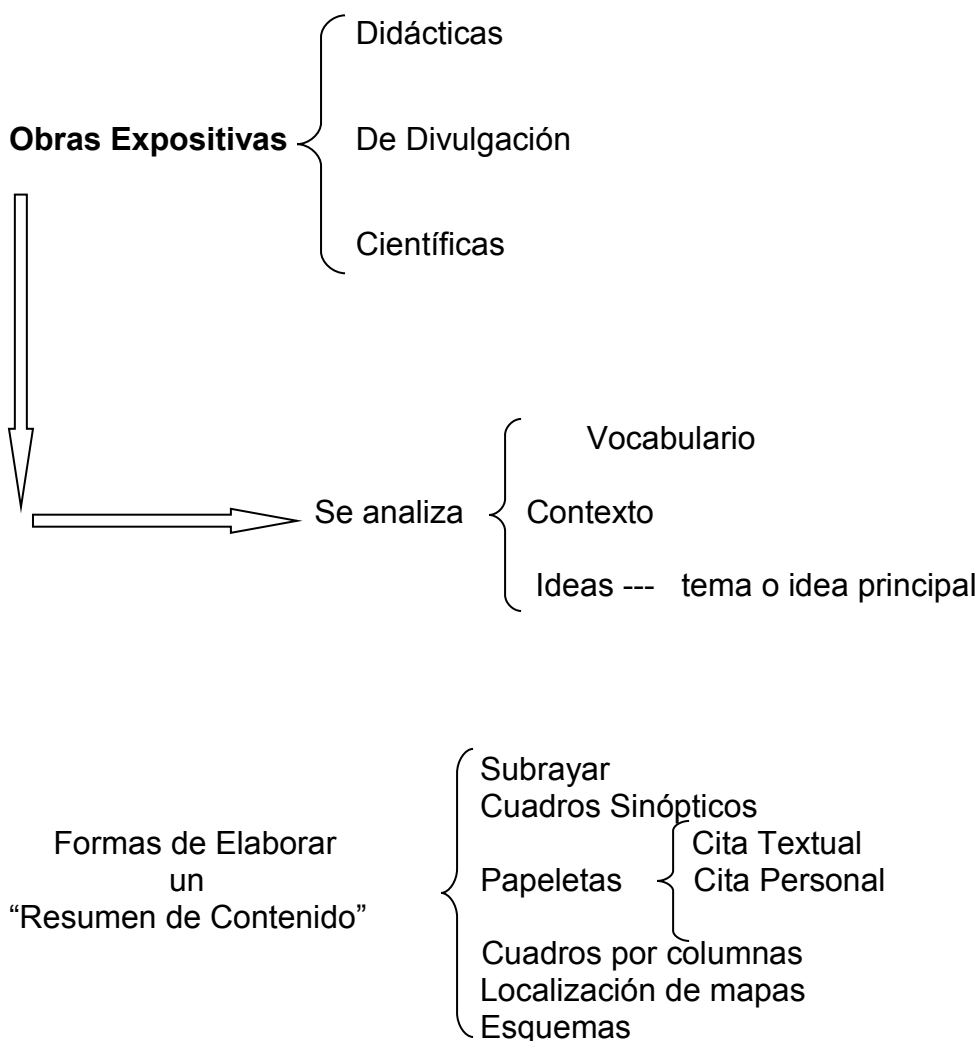 Didácticas
Obras Expositivas
De Divulgación
Científicas
Vocabulario
Se analiza
Contexto
Ideas --- tema o idea principal
Formas de Elaborar
un
“Resumen de Contenido”
Subrayar
Cuadros Sinópticos
Papeletas
Cita Textual
Cita Personal
Cuadros por columnas
Localización de mapas
Esquemas